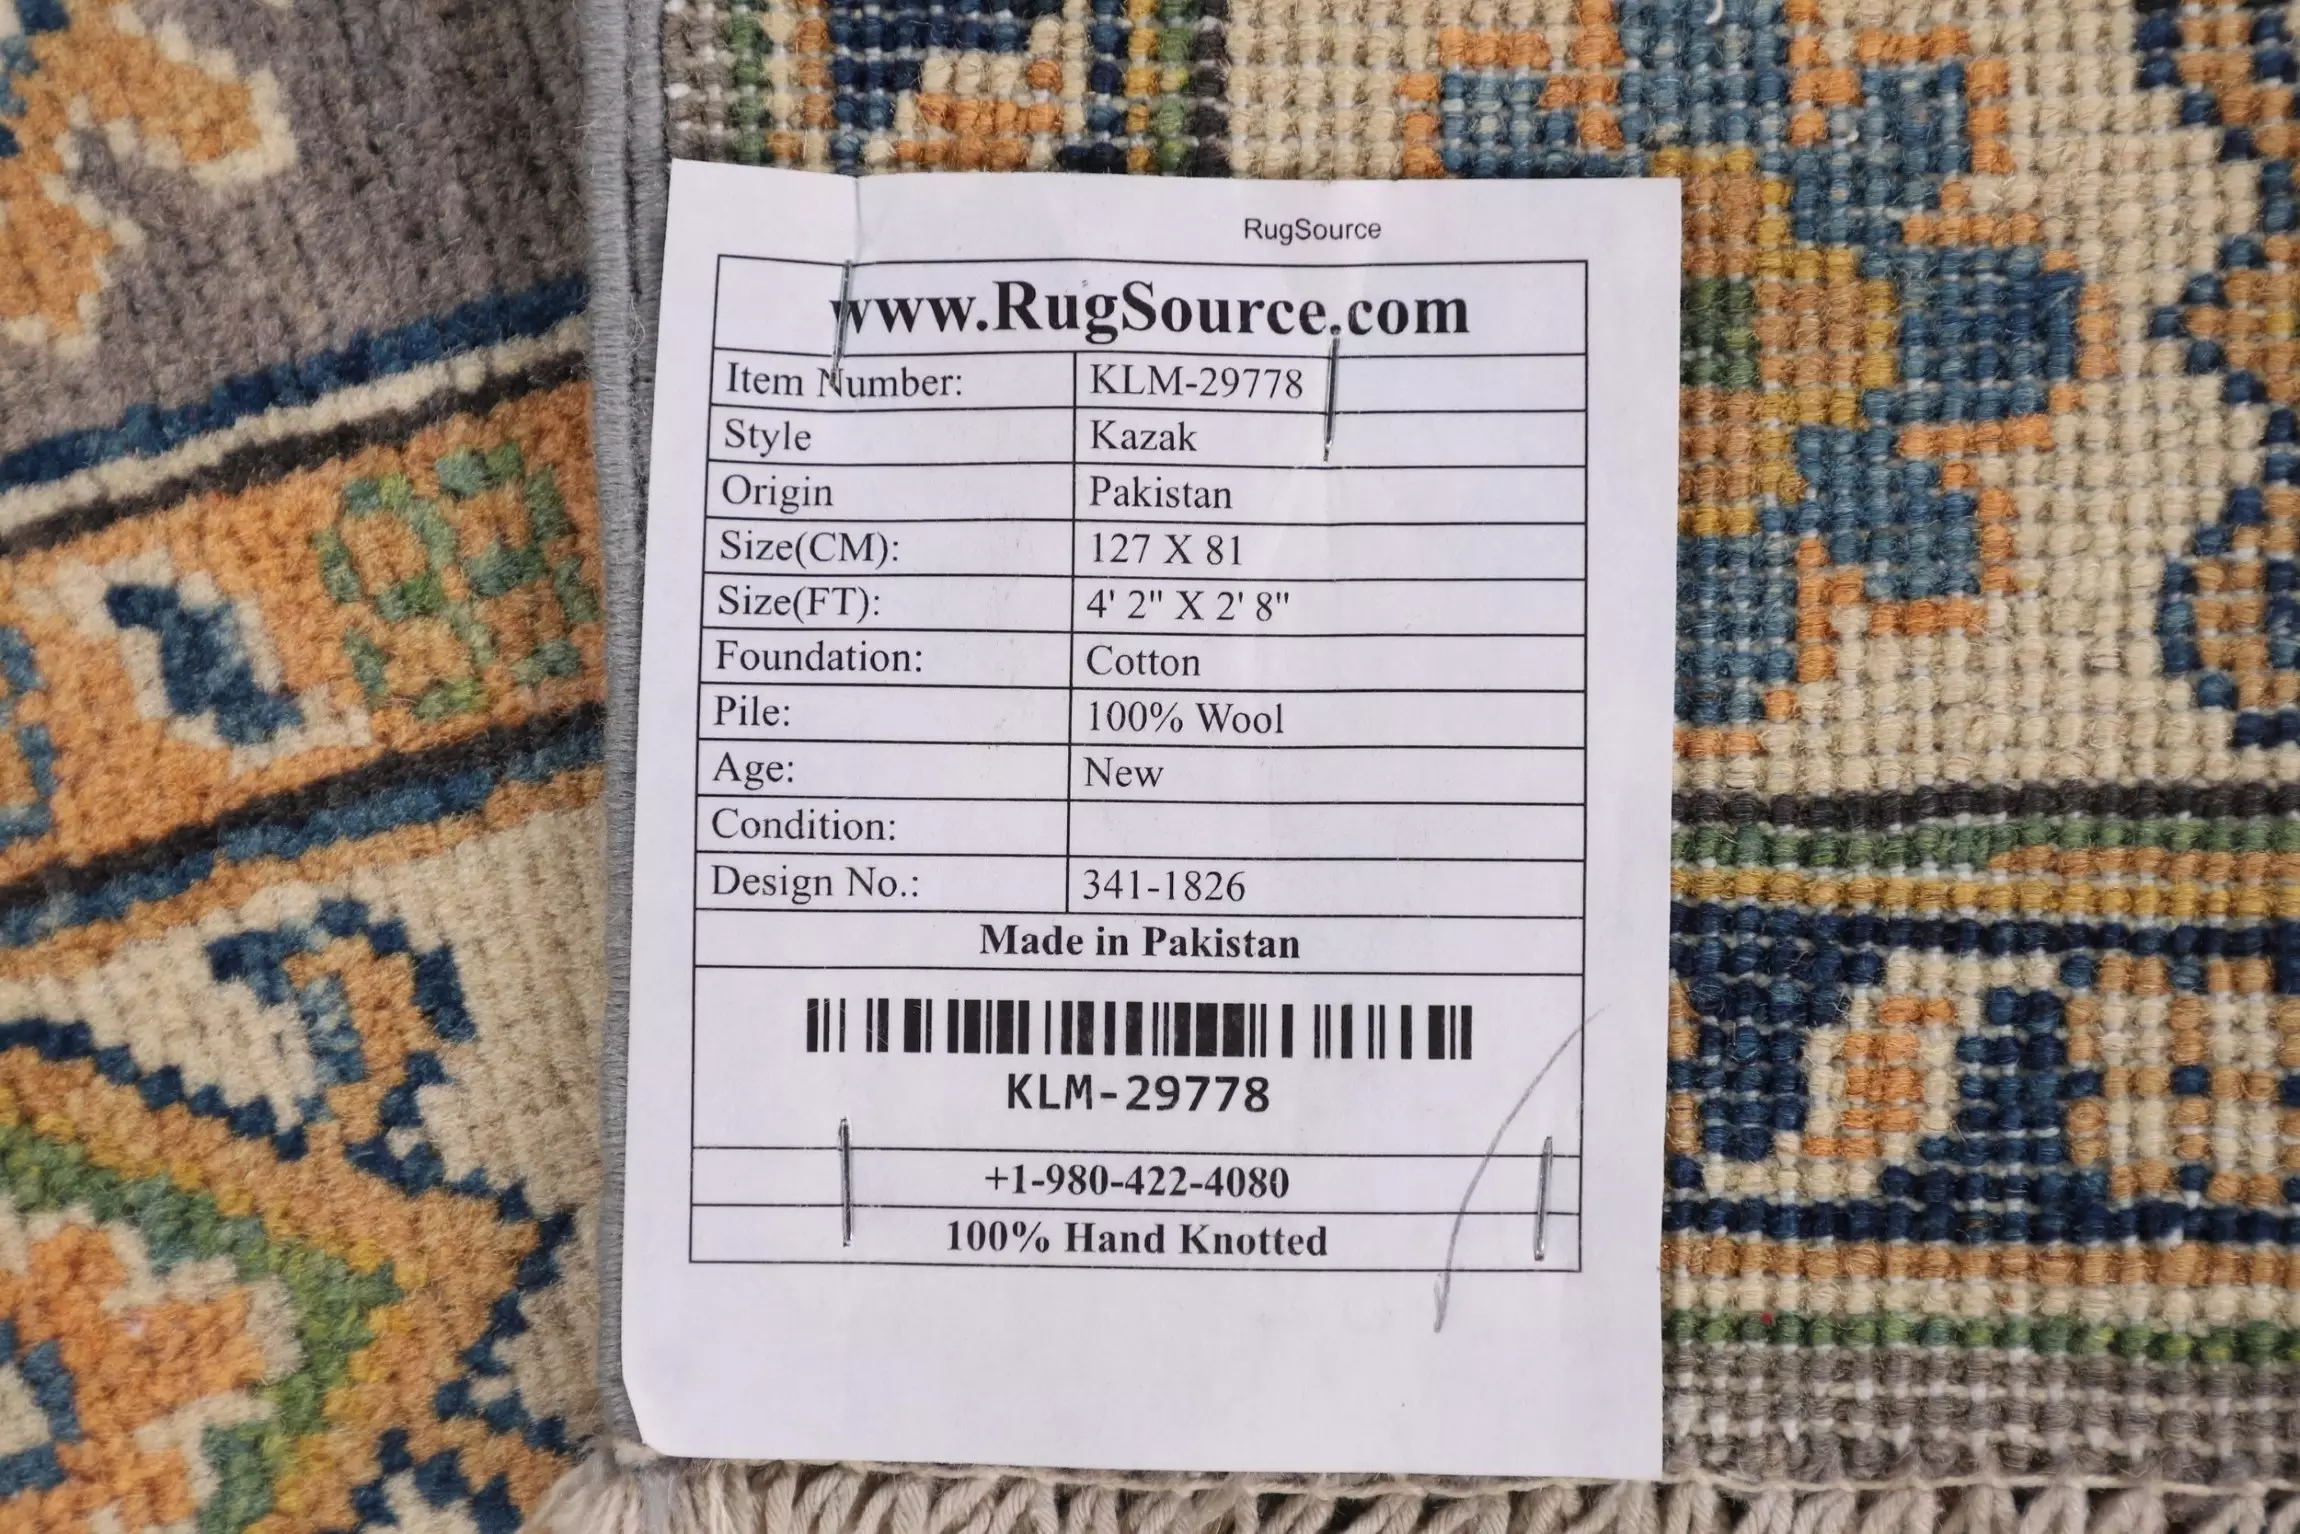 RugSource
www.RugSource.com
Item Number: KLM-29778
Style Kazak
Origin Pakistan
Size(CM): 127 X 81
Size(FT): 4' 2" X 2' 8"
Foundation: Cotton
Pile: 100% Wool
Age: New
Condition:
Design No.: 341-1826
Made in Pakistan
KLM-29778
+1-980-422-4080
100% Hand Knotted